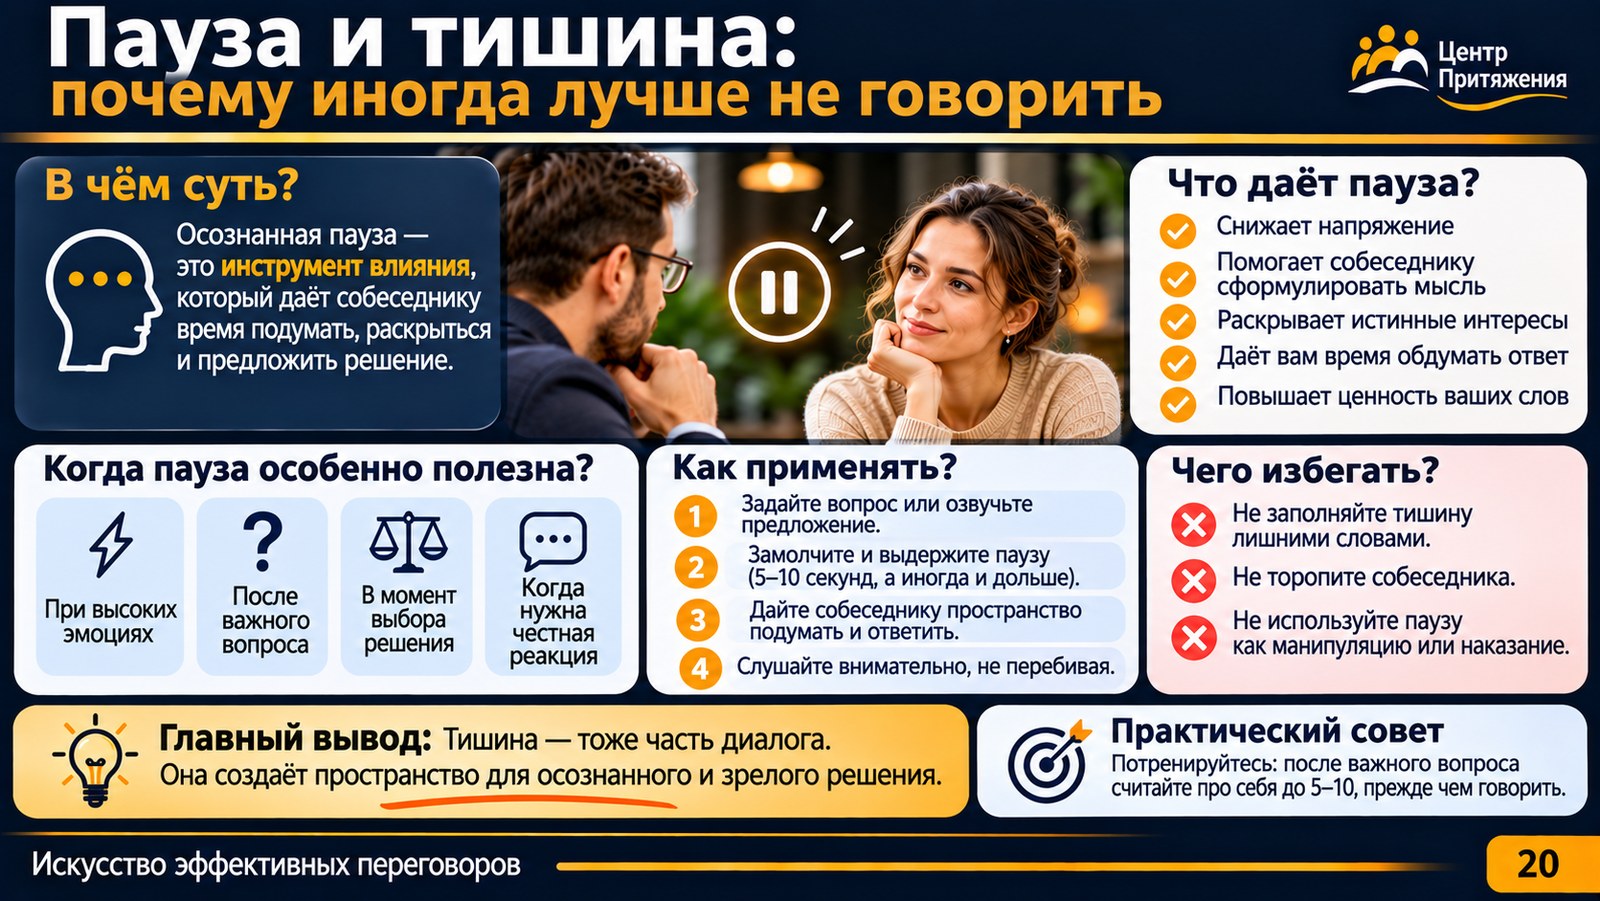 Пауза и тишина:
почему иногда лучше не говорить
Центр
Притяжения
В чём суть?
Осознанная пауза —
это инструмент влияния,
который даёт собеседнику
время подумать, раскрыться
и предложить решение.
Что даёт пауза?
Снижает напряжение
Помогает собеседнику
сформулировать мысль
Раскрывает истинные интересы
Даёт вам время обдумать ответ
Повышает ценность ваших слов
Когда пауза особенно полезна?
При высоких
эмоциях
?
После
важного
вопроса
В момент
выбора
решения
Когда
нужна
честная
реакция
Как применять?
1 Задайте вопрос или озвучьте
предложение.
2 Замолчите и выдержите паузу
(5–10 секунд, а иногда и дольше).
3 Дайте собеседнику пространство
подумать и ответить.
4 Слушайте внимательно, не перебивая.
Чего избегать?
Не заполняйте тишину
лишними словами.
Не торопите собеседника.
Не используйте паузу
как манипуляцию или наказание.
Главный вывод: Тишина — тоже часть диалога.
Она создаёт пространство для осознанного и зрелого решения.
Практический совет
Потренируйтесь: после важного вопроса
считайте про себя до 5–10, прежде чем говорить.
Искусство эффективных переговоров
20